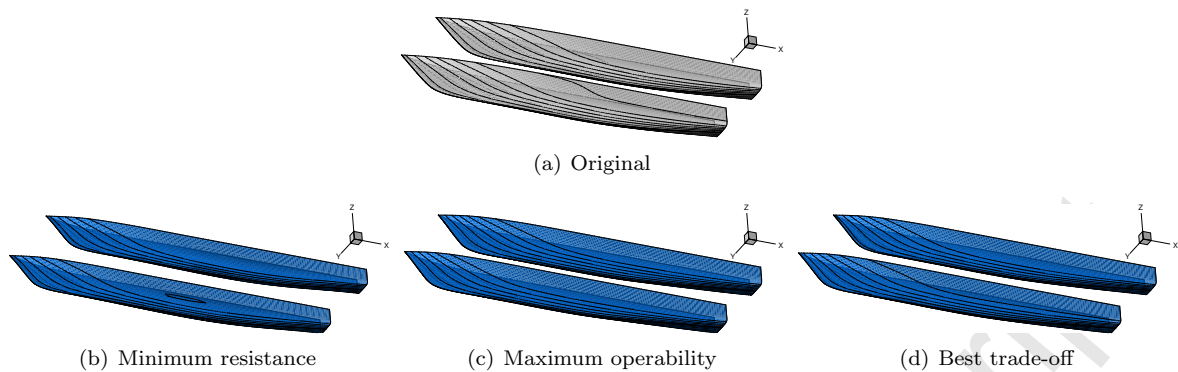 Z
X
Y
(a) Original
Z
X
Y
Z
X
Y
Z
X
Y
(b) Minimum resistance
(c) Maximum operability
(d) Best trade-off